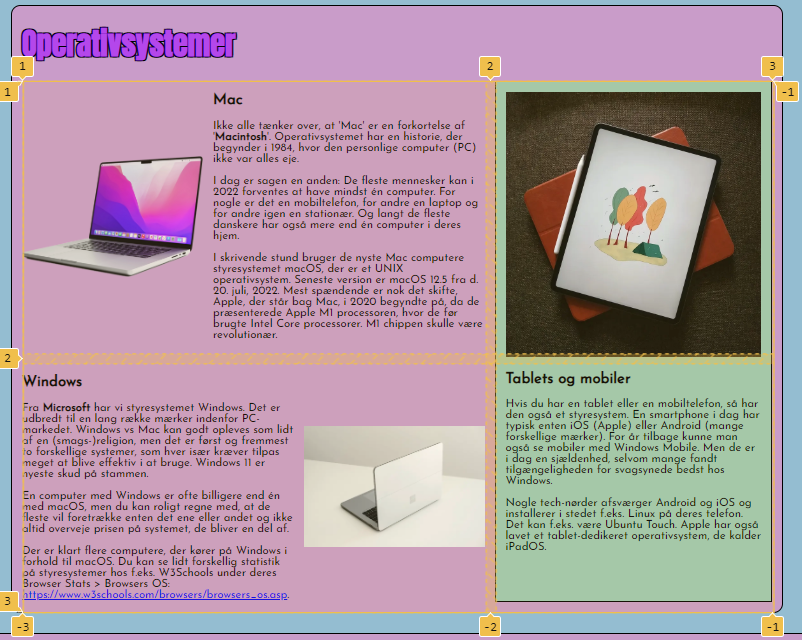 Operativsystemer
1
2
3
1
-1
Mac
Ikke alle tænker over, at 'Mac' er en forkortelse af
'Macintosh'. Operativsystemet har en historie, der
begynder i 1984, hvor den personlige computer (PC)
ikke var alles eje.
I dag er sagen en anden: De fleste mennesker kan i
2022 forventes at have mindst én computer. For
nogle er det en mobiltelefon, for andre en laptop og
for andre igen en stationær. Og langt de fleste
danskere har også mere end én computer i deres
hjem.
I skrivende stund bruger de nyste Mac computere
styresystemet macOS, der er et UNIX
operativsystem. Seneste version er macOS 12.5 fra d.
20. juli, 2022. Mest spændende er nok det skifte,
Apple, der står bag Mac, i 2020 begyndte på, da de
præsenterede Apple M1 processoren, hvor de før
brugte Intel Core processorer. M1 chippen skulle være
revolutionær.
2
Windows
Fra Microsoft har vi styresystemet Windows. Det er
udbredt til en lang række mærker indenfor PC-
markedet. Windows vs Mac kan godt opleves som lidt
af en (smags-)religion, men det er først og fremmest
to forskellige systemer, som hver især kræver tilpas
meget at blive effektiv i at bruge. Windows 11 er
nyeste skud på stammen.
En computer med Windows er ofte billigere end én
med macOS, men du kan roligt regne med, at de
fleste vil foretrække enten det ene eller andet og ikke
altid overveje prisen på systemet, de bliver en del af.
Der er klart flere computere, der kører på Windows i
forhold til macOS. Du kan se lidt forskellig statistik
på styresystemer hos f.eks. W3Schools under deres
Browser Stats > Browsers OS:
https://www.w3schools.com/browsers/browsers_os.asp.
Tablets og mobiler
Hvis du har en tablet eller en mobiltelefon, så har
den også et styresystem. En smartphone i dag har
typisk enten iOS (Apple) eller Android (mange
forskellige mærker). For år tilbage kunne man
også se mobiler med Windows Mobile. Men de er
i dag en sjældenhed, selvom mange fandt
tilgængeligheden for svagsynede bedst hos
Windows.
Nogle tech-nørder afsværger Android og iOS og
installerer i stedet f.eks. Linux på deres telefon.
Det kan f.eks. være Ubuntu Touch. Apple har også
lavet et tablet-dedikeret operativsystem, de kalder
iPadOS.
3
-3
-2
-1